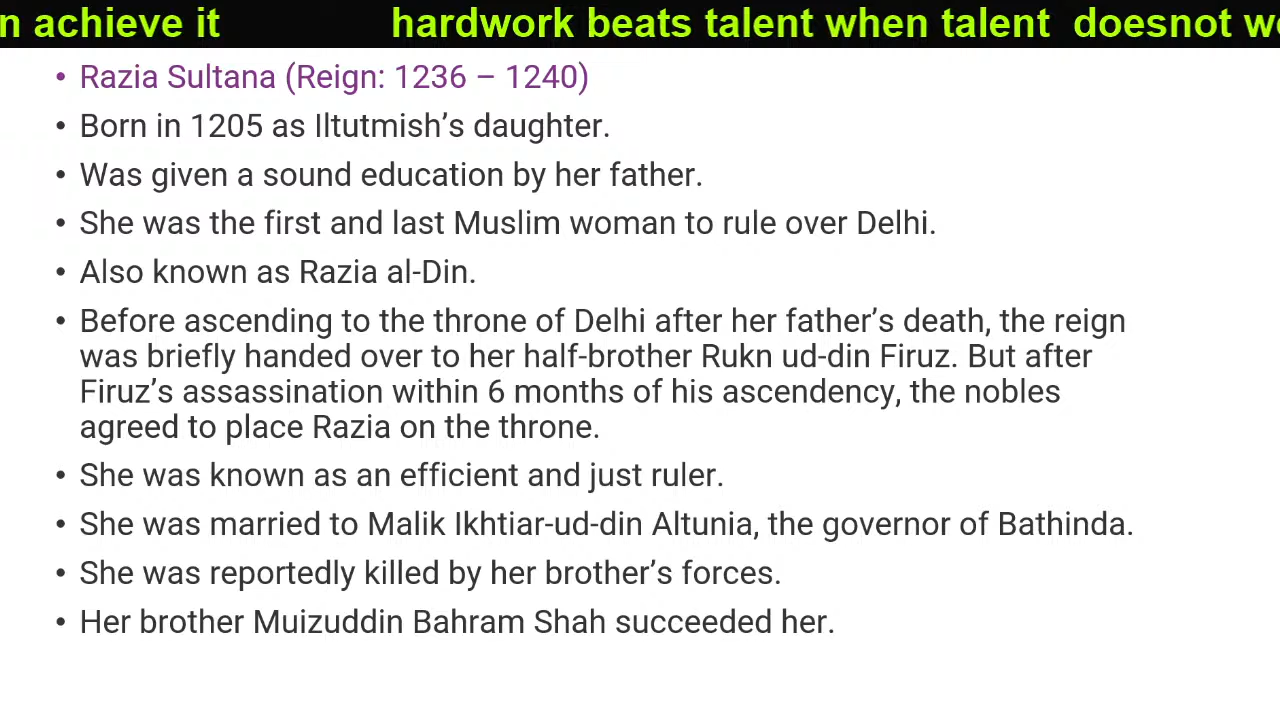 n achieve it hardwork beats talent when talent doesnot we
• Razia Sultana (Reign: 1236 – 1240)
• Born in 1205 as Iltutmish’s daughter.
• Was given a sound education by her father.
• She was the first and last Muslim woman to rule over Delhi.
• Also known as Razia al-Din.
• Before ascending to the throne of Delhi after her father’s death, the reign
was briefly handed over to her half-brother Rukn ud-din Firuz. But after
Firuz’s assassination within 6 months of his ascendency, the nobles
agreed to place Razia on the throne.
• She was known as an efficient and just ruler.
• She was married to Malik Ikhtiar-ud-din Altunia, the governor of Bathinda.
• She was reportedly killed by her brother’s forces.
• Her brother Muizuddin Bahram Shah succeeded her.